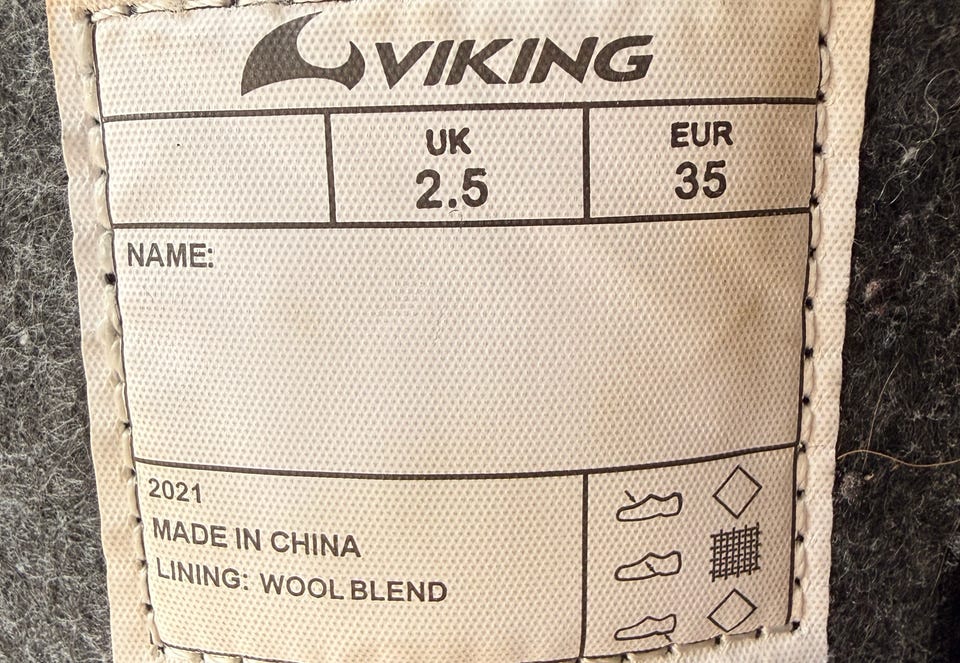 VIKING
UK
2.5
EUR
35
NAME:
2021
MADE IN CHINA
LINING: WOOL BLEND